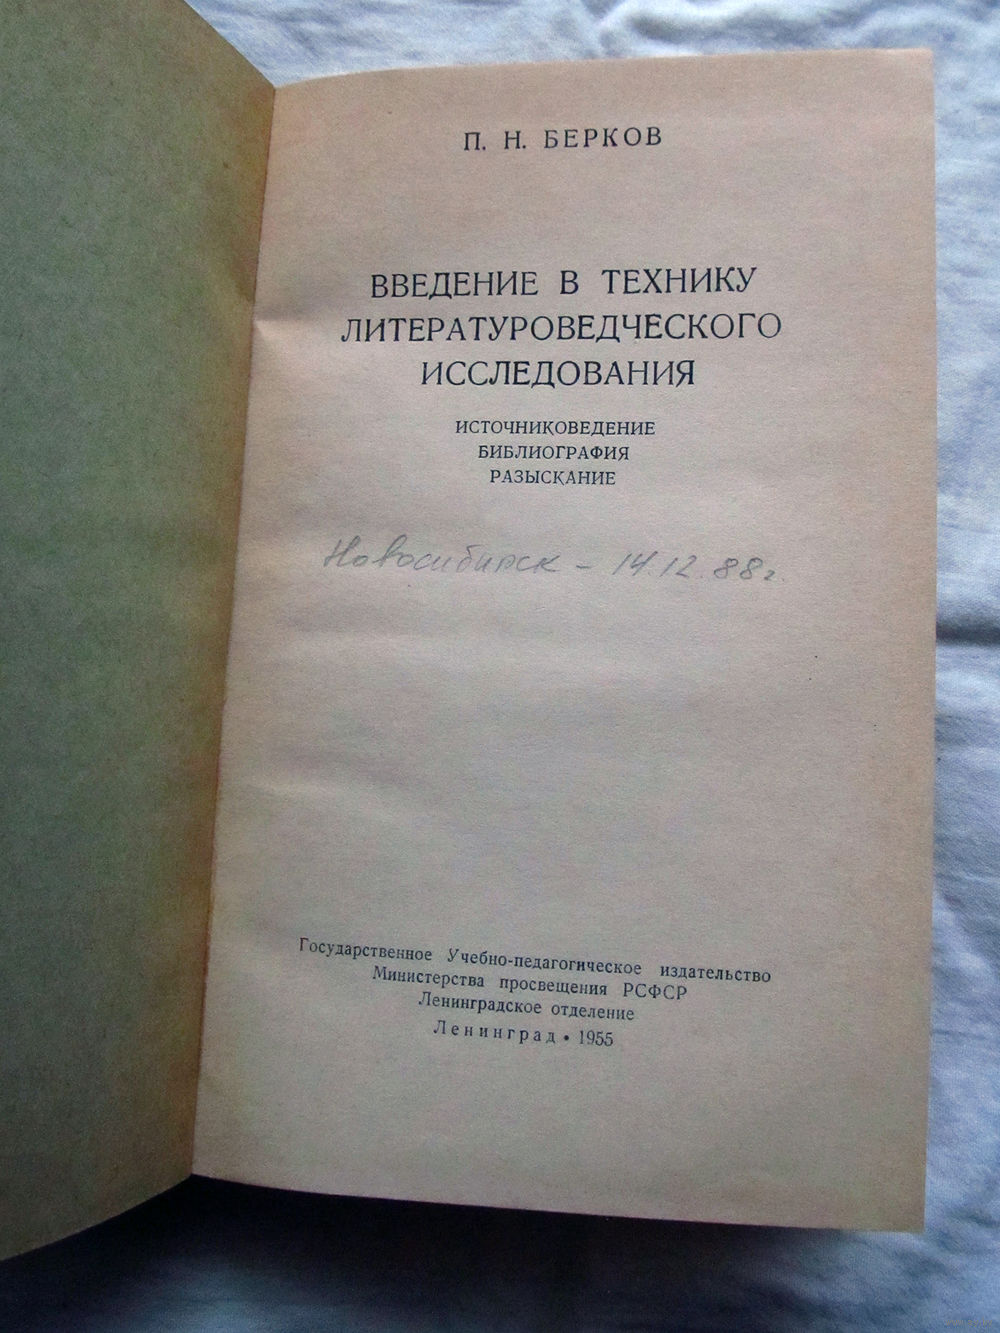 П. Н. БЕРКОВ
ВВЕДЕНИЕ В ТЕХНИКУ
ЛИТЕРАТУРОВЕДЧЕСКОГО
ИССЛЕДОВАНИЯ
ИСТОЧНИКОВЕДЕНИЕ
БИБЛИОГРАФИЯ
РАЗЫСКАНИЕ
Новосибирск - 14.12.88г.
Государственное Учебно-педагогическое издательство
Министерства просвещения РСФСР
Ленинградское отделение
Ленинград • 1955